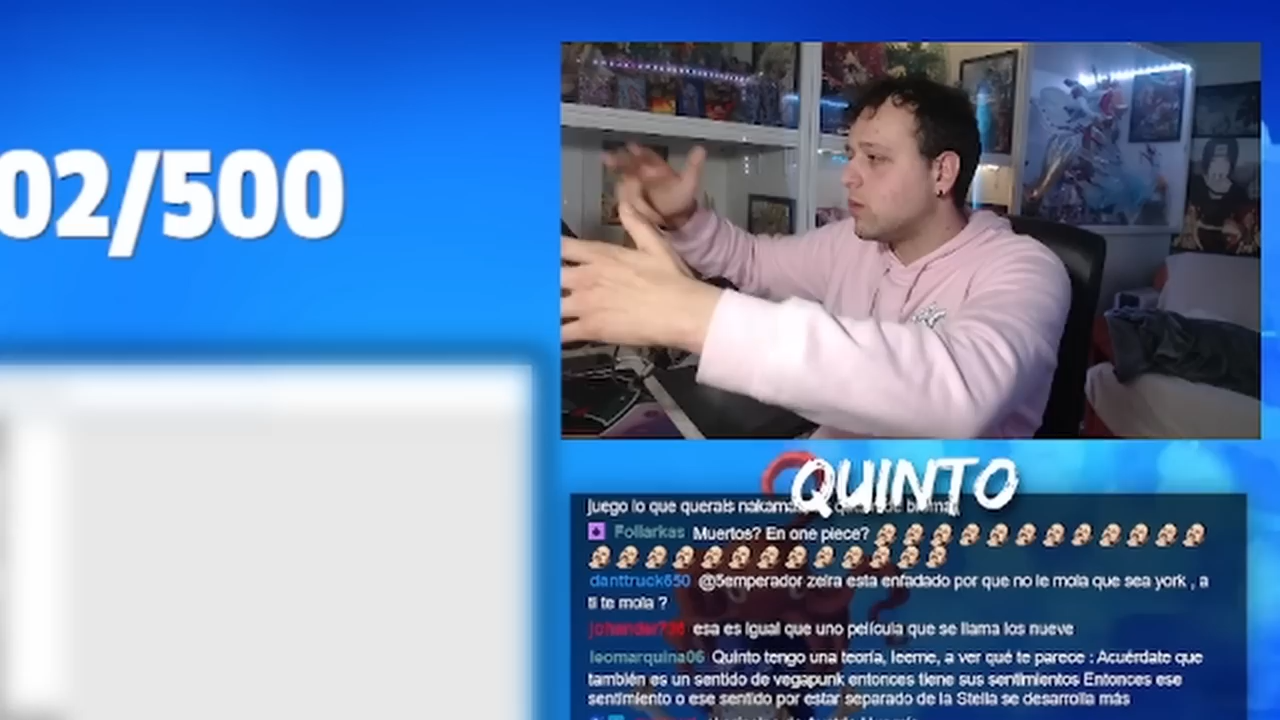 02/500
QUINTO
juego lo que querais nakama
Follarkas Muertos? En one piece?
danttruck650 @5emperador zeira esta enfadado por que no le mola que sea york , a
ti te mola ?
esa es igual que uno película que se llama los nueve
leomarquina06 Quinto tengo una teoría, leeme, a ver qué te parece : Acuérdate que
también es un sentido de vegapunk entonces tiene sus sentimientos Entonces ese
sentimiento o ese sentido por estar separado de la Stella se desarrolla más